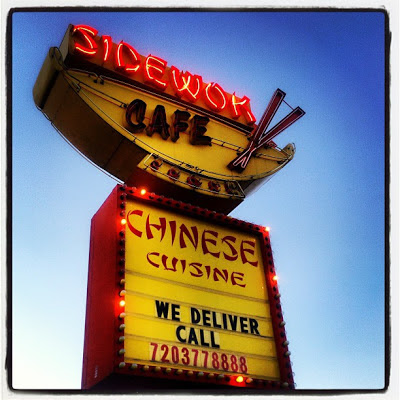 SIDEWOK
CAFE
CHINESE
CUISINE
WE DELIVER
CALL
7203778888